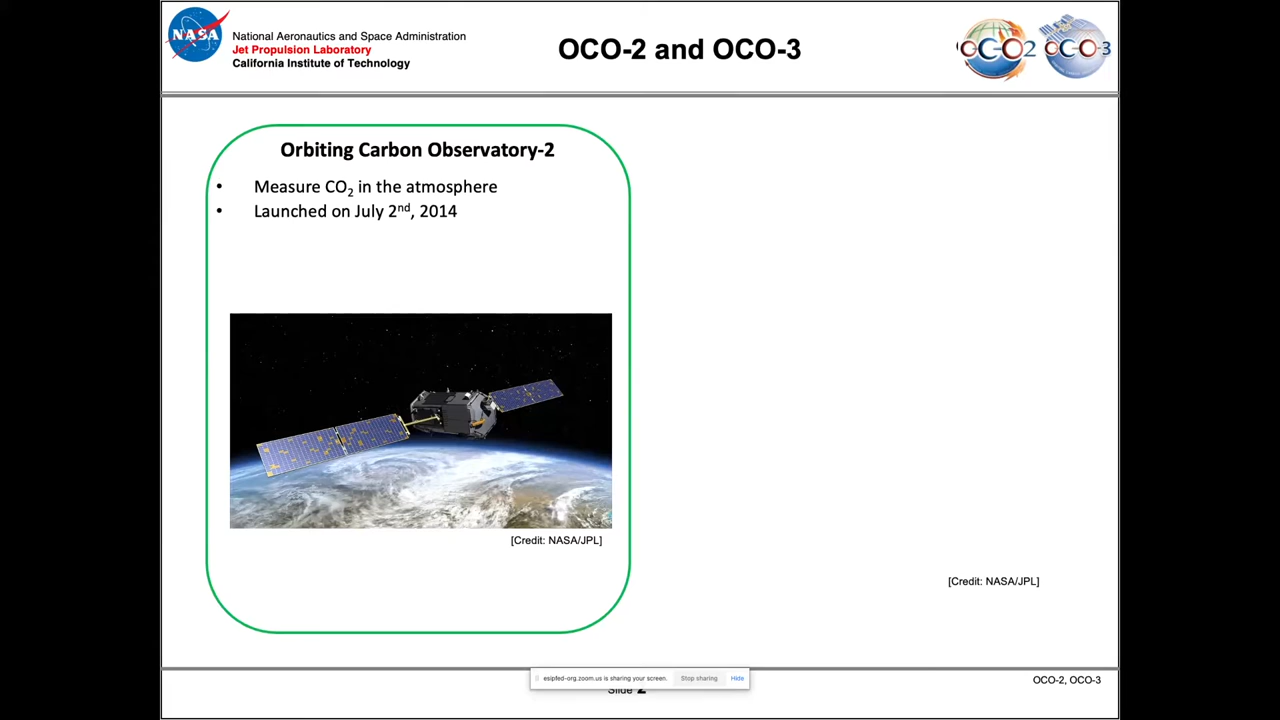 NASA
National Aeronautics and Space Administration
Jet Propulsion Laboratory
California Institute of Technology
OCO-2 and OCO-3
OCO2
OCO-3
Orbiting Carbon Observatory-2
• Measure CO₂ in the atmosphere
• Launched on July 2nd, 2014
[Credit: NASA/JPL]
[Credit: NASA/JPL]
esipfed-org.zoom.us is sharing your screen. Stop sharing Hide
Slide 2
OCO-2, OCO-3